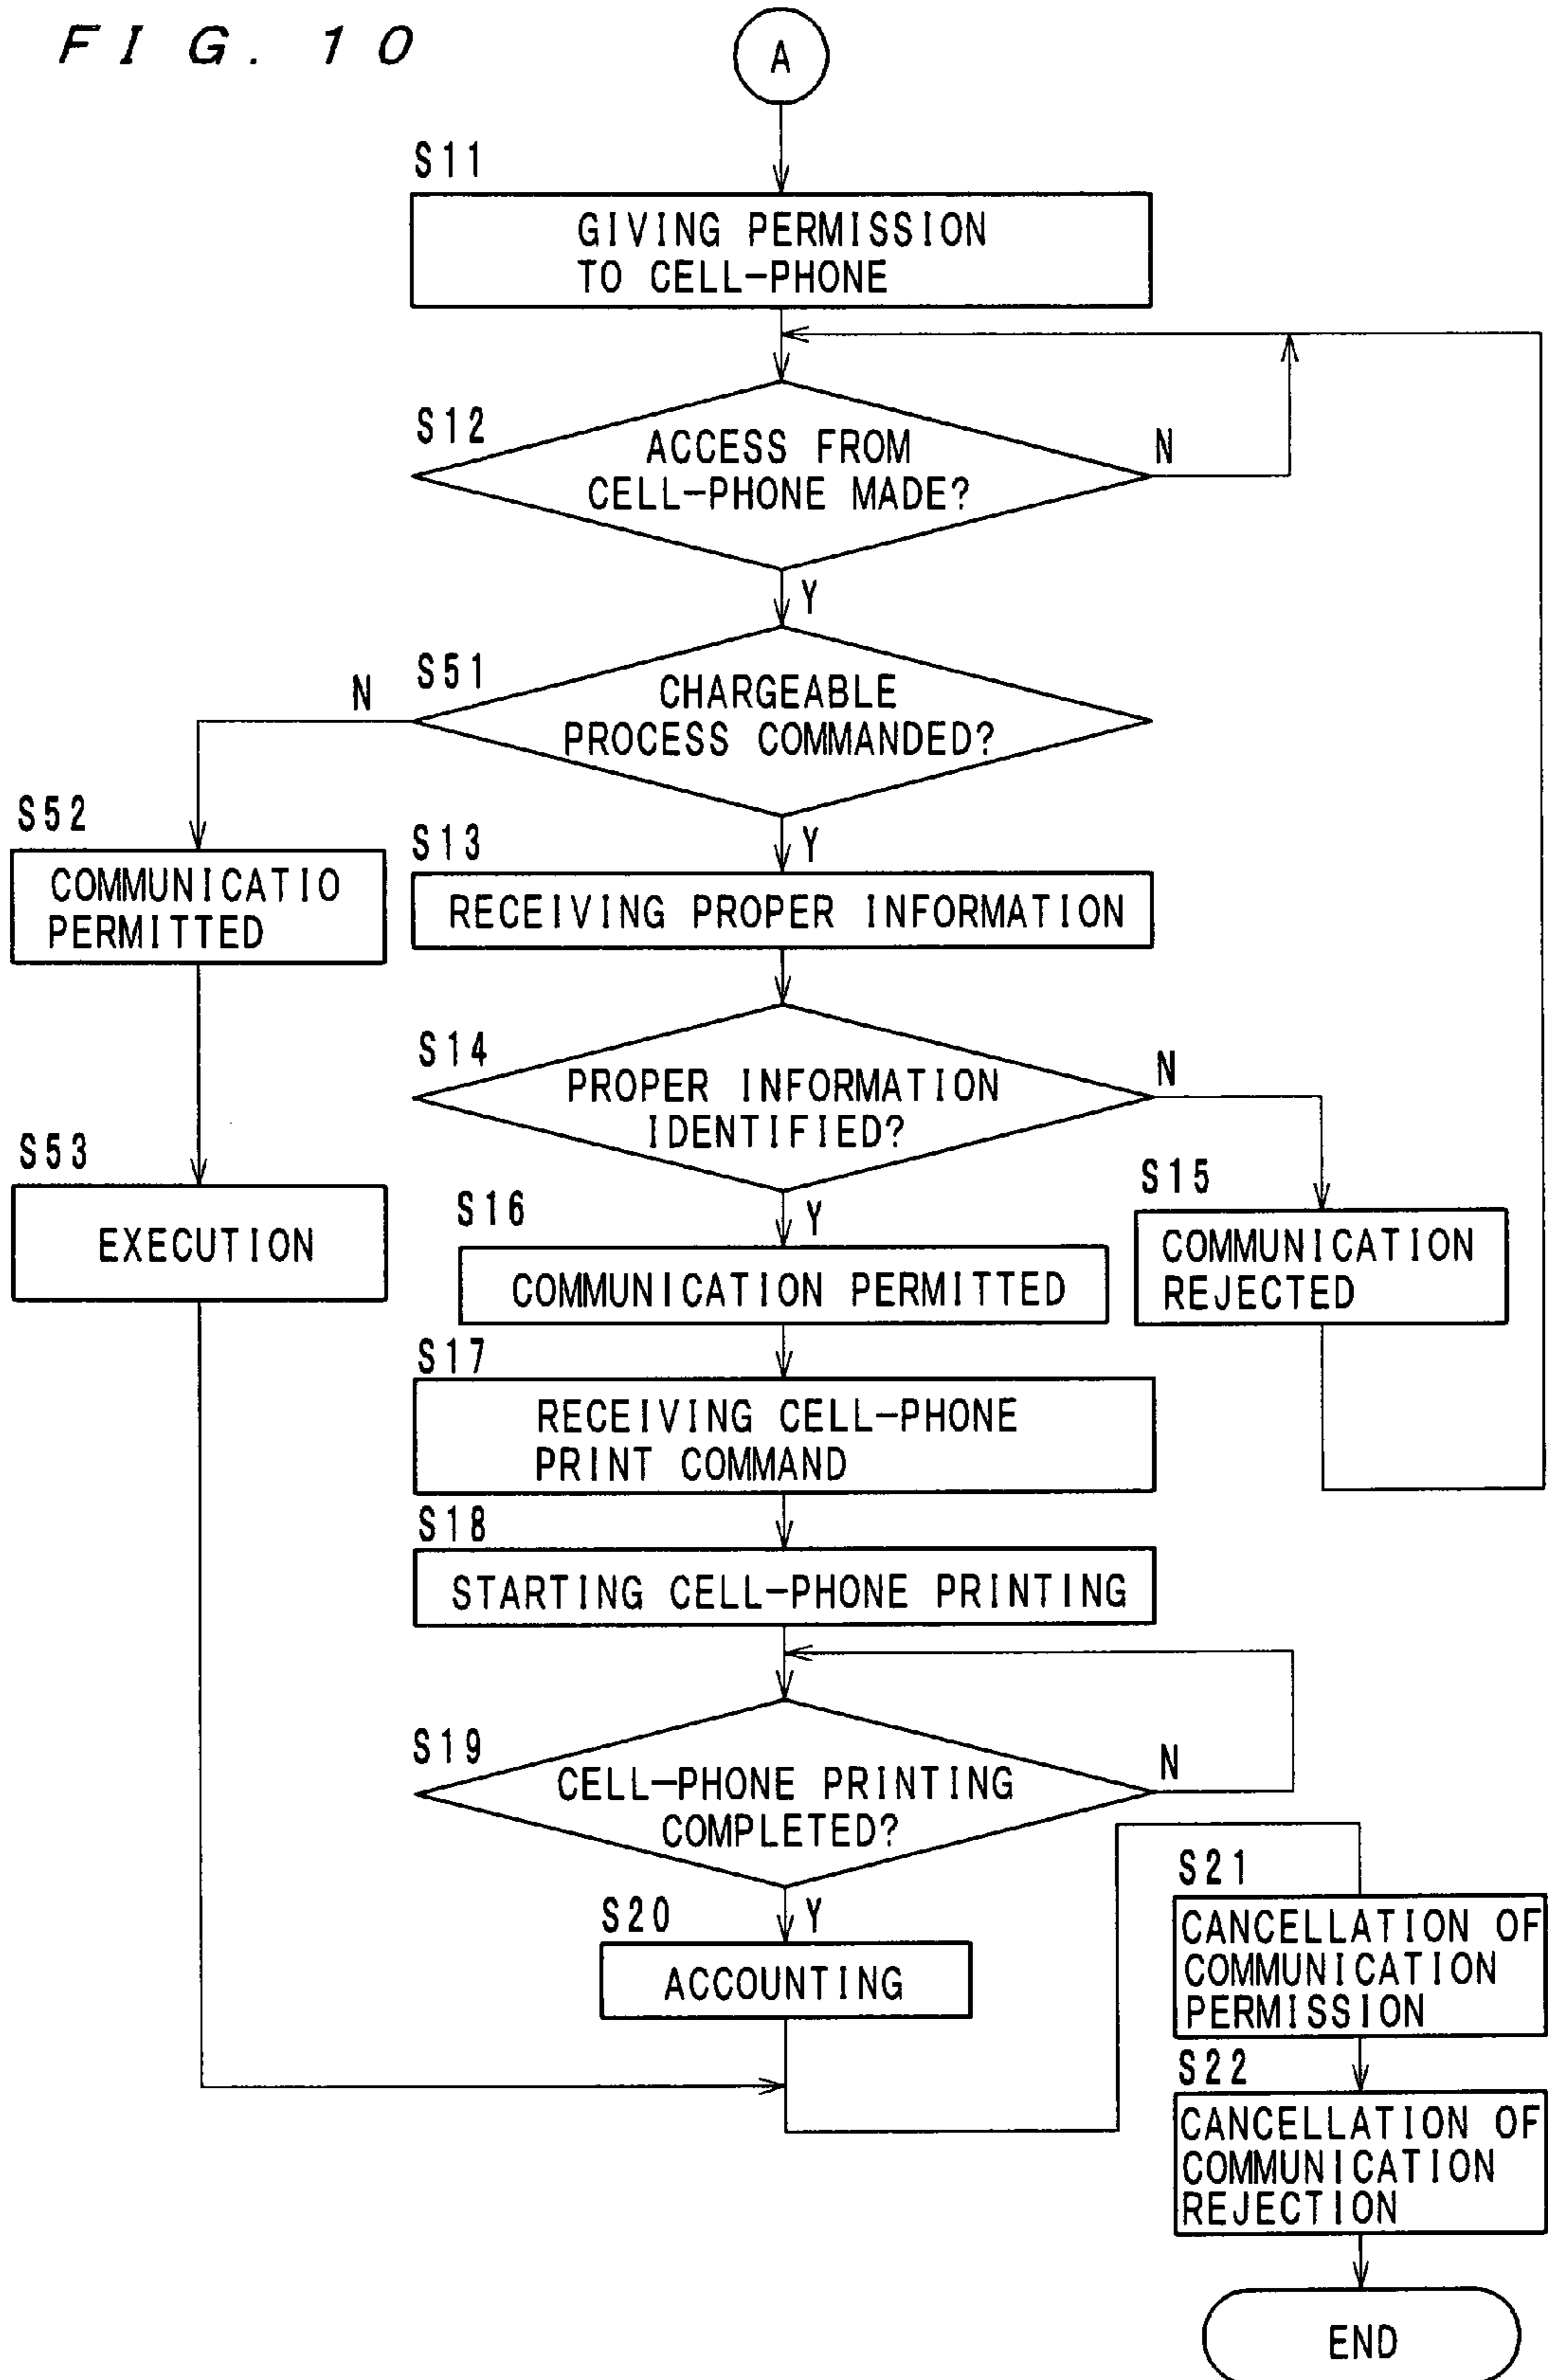 FIG. 10
A
S11
GIVING PERMISSION
TO CELL-PHONE
S12
ACCESS FROM
CELL-PHONE MADE?
N
Y
S51
CHARGEABLE
PROCESS COMMANDED?
N
Y
S52
COMMUNICATIO
PERMITTED
S13
RECEIVING PROPER INFORMATION
S14
PROPER INFORMATION
IDENTIFIED?
N
Y
S53
EXECUTION
S15
COMMUNICATION
REJECTED
S16
COMMUNICATION PERMITTED
S17
RECEIVING CELL-PHONE
PRINT COMMAND
S18
STARTING CELL-PHONE PRINTING
S19
CELL-PHONE PRINTING
COMPLETED?
N
Y
S20
ACCOUNTING
S21
CANCELLATION OF
COMMUNICATION
PERMISSION
S22
CANCELLATION OF
COMMUNICATION
REJECTION
END